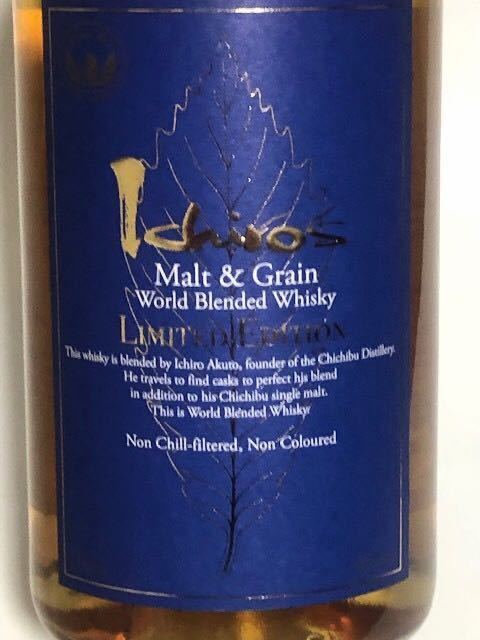 Ichiro's
Malt & Grain
World Blended Whisky
LIMITED EDITION
This whisky is blended by Ichiro Akuto, founder of the Chichibu Distillery.
He travels to find casks to perfect his blend
in addition to his Chichibu single malt.
This is World Blended Whisky.
Non Chill-filtered, Non Coloured